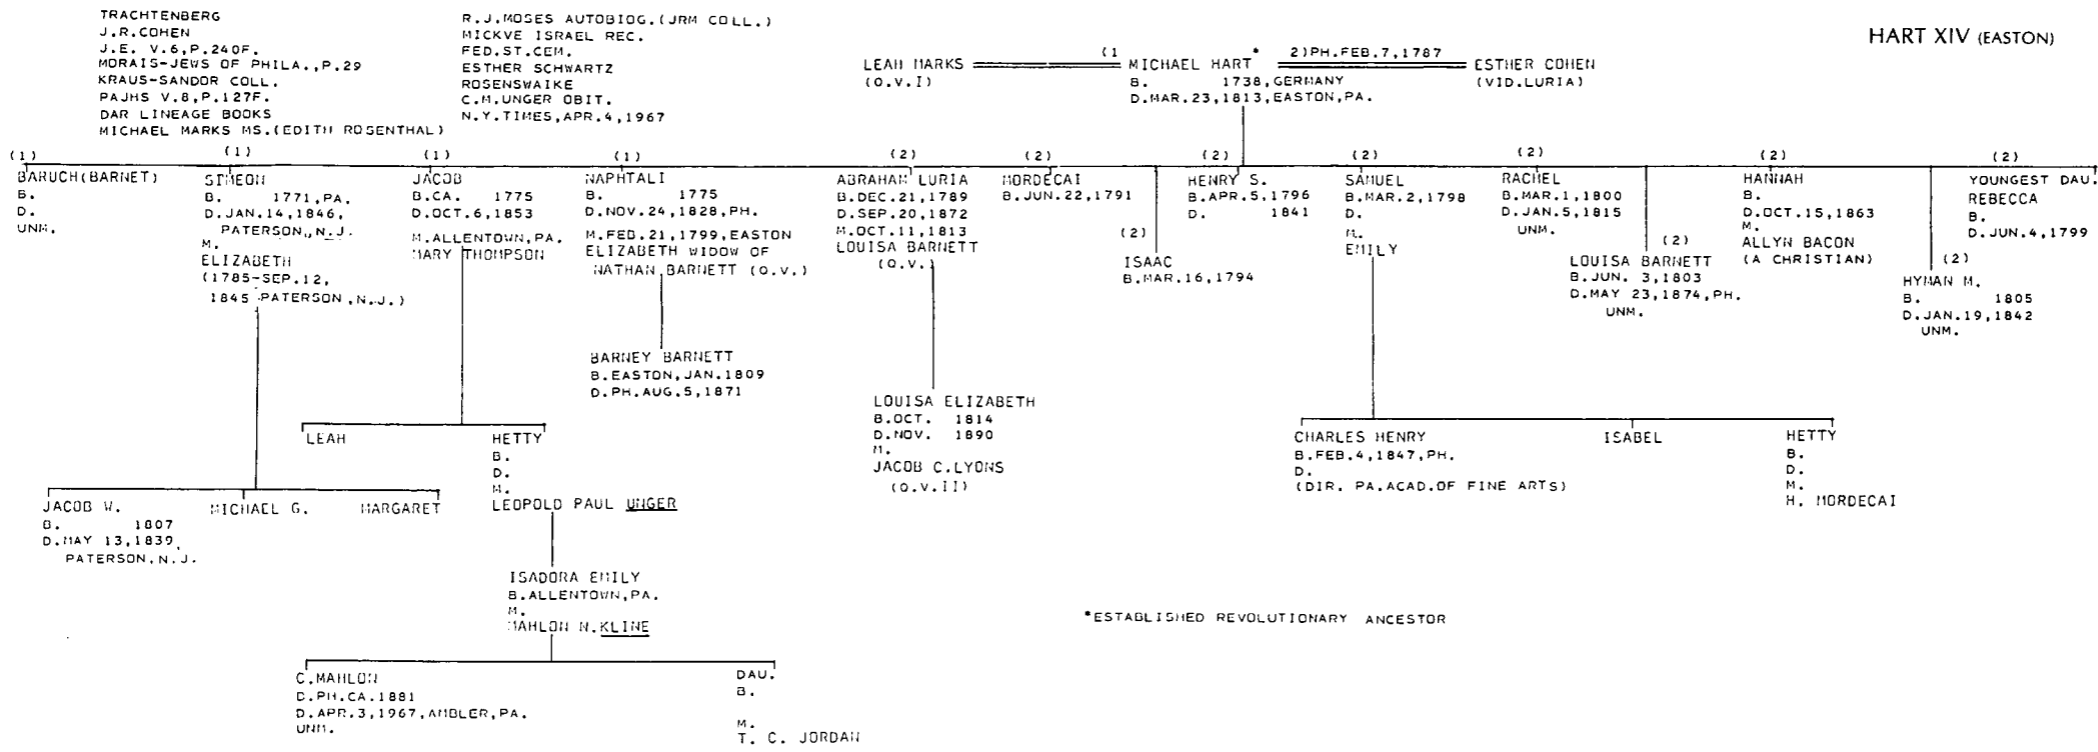 HART XIV (EASTON)
TRACHTENBERG
J.R.COHEN
J.E. V.6,P.240F.
MORAIS-JEWS OF PHILA.,P.29
KRAUS-SANDOR COLL.
PAJHS V.8,P.127F.
DAR LINEAGE BOOKS
MICHAEL MARKS MS.(EDITH ROSENTHAL)
R.J.MOSES AUTOBIOG.(JRM COLL.)
MICKVE ISRAEL REC.
FED.ST.CEM.
ESTHER SCHWARTZ
ROSENSWAIKE
C.M.UNGER OBIT.
N.Y.TIMES,APR.4,1967
LEAH MARKS
(Q.V.I)
(1
MICHAEL HART*
B. 1738,GERMANY
D.MAR.23,1813,EASTON,PA.
2)PH.FEB.7,1787
ESTHER COHEN
(VID.LURIA)
(1)
BARUCH(BARNET)
B.
D.
UNM.
(1)
SIMEON
B. 1771,PA.
D.JAN.14,1846,
PATERSON,N.J.
M.
ELIZABETH
(1785-SEP.12,
1845 PATERSON,N.J.)
(1)
JACOB
B.CA. 1775
D.OCT.6,1853
M.ALLENTOWN,PA.
MARY THOMPSON
(1)
NAPHTALI
B. 1775
D.NOV.24,1828,PH.
M.FEB.21,1799,EASTON
ELIZABETH WIDOW OF
NATHAN BARNETT (Q.V.)
(2)
ABRAHAM LURIA
B.DEC.21,1789
D.SEP.20,1872
M.OCT.11,1813
LOUISA BARNETT
(Q.V.)
(2)
MORDECAI
B.JUN.22,1791
(2)
ISAAC
B.MAR.16,1794
(2)
HENRY S.
B.APR.5,1796
D. 1841
(2)
SAMUEL
B.MAR.2,1798
D.
M.
EMILY
(2)
RACHEL
B.MAR.1,1800
D.JAN.5,1815
UNM.
(2)
LOUISA BARNETT
B.JUN. 3,1803
D.MAY 23,1874,PH.
UNM.
(2)
HANNAH
B.
D.OCT.15,1863
M.
ALLYN BACON
(A CHRISTIAN)
(2)
HYMAN M.
B. 1805
D.JAN.19,1842
UNM.
(2)
YOUNGEST DAU.
REBECCA
B.
D.JUN.4,1799
BARNEY BARNETT
B.EASTON,JAN.1809
D.PH.AUG.5,1871
LOUISA ELIZABETH
B.OCT. 1814
D.NOV. 1890
M.
JACOB C.LYONS
(Q.V.II)
LEAH
HETTY
B.
D.
M.
LEOPOLD PAUL UNGER
CHARLES HENRY
B.FEB.4,1847,PH.
D.
(DIR. PA.ACAD.OF FINE ARTS)
ISABEL
HETTY
B.
D.
M.
H. MORDECAI
JACOB W.
B. 1807
D.MAY 13,1839,
PATERSON,N.J.
MICHAEL G.
MARGARET
ISADORA EMILY
B.ALLENTOWN,PA.
M.
MAHLON N.KLINE
*ESTABLISHED REVOLUTIONARY ANCESTOR
C.MAHLON
B.PH.CA.1881
D.APR.3,1967,AMBLER,PA.
UNM.
DAU.
B.
M.
T. C. JORDAN